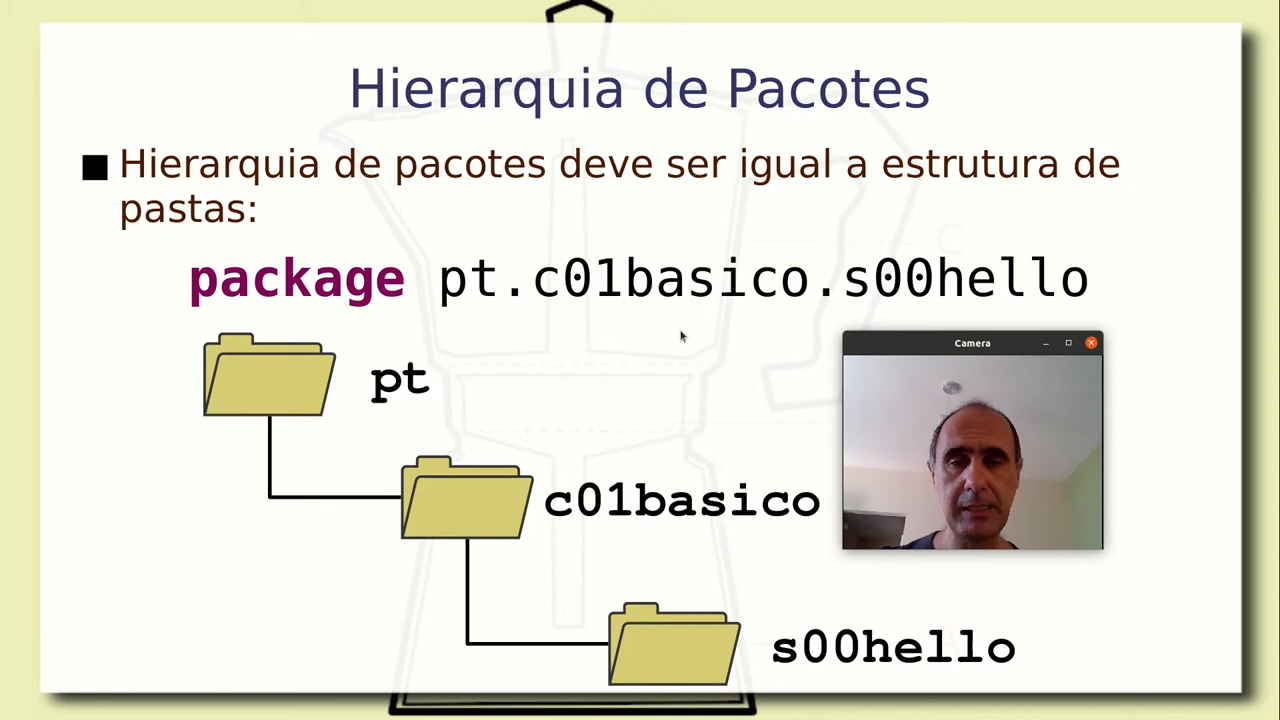 Hierarquia de Pacotes
Hierarquia de pacotes deve ser igual a estrutura de
pastas:
package pt.c01basico.s00hello
pt
Camera
c01basico
s00hello